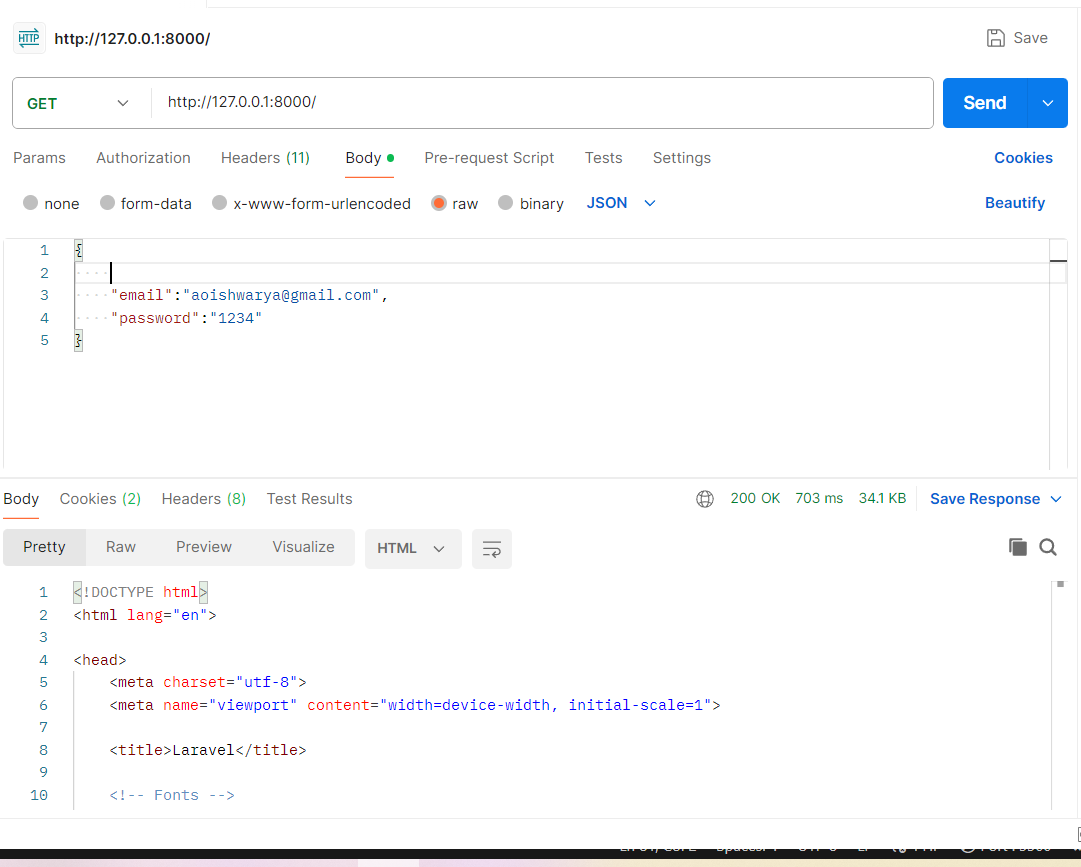 HTTP http://127.0.0.1:8000/ Save
GET http://127.0.0.1:8000/ Send
Params Authorization Headers (11) Body Pre-request Script Tests Settings Cookies
none form-data x-www-form-urlencoded raw binary JSON Beautify
1 {
2
3 "email":"aoishwarya@gmail.com",
4 "password":"1234"
5 }
Body Cookies (2) Headers (8) Test Results 200 OK 703 ms 34.1 KB Save Response
Pretty Raw Preview Visualize HTML
1 <!DOCTYPE html>
2 <html lang="en">
3
4 <head>
5 <meta charset="utf-8">
6 <meta name="viewport" content="width=device-width, initial-scale=1">
7
8 <title>Laravel</title>
9
10 <!-- Fonts -->